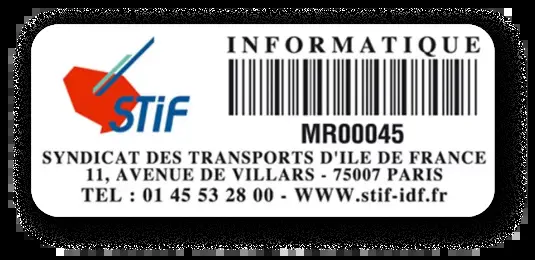 INFORMATIQUE
STiF
MR00045
SYNDICAT DES TRANSPORTS D'ILE DE FRANCE
11, AVENUE DE VILLARS - 75007 PARIS
TEL : 01 45 53 28 00 - WWW.stif-idf.fr